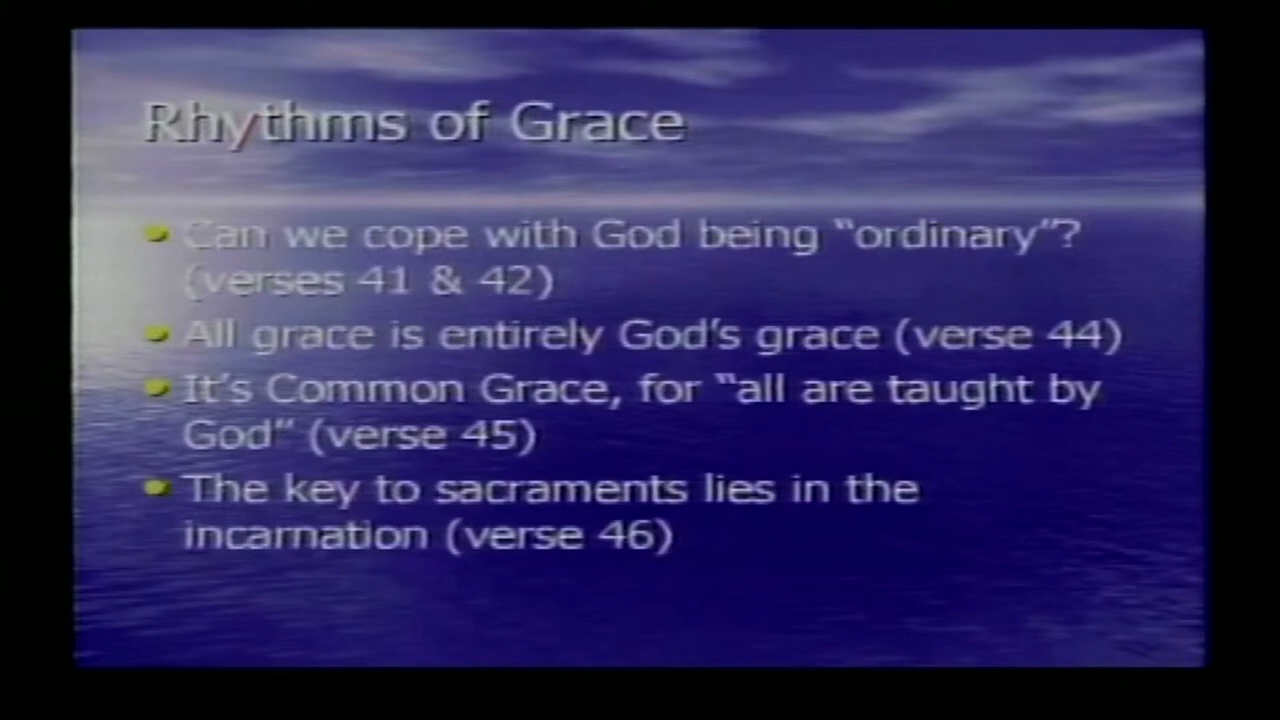 Rhythms of Grace
Can we cope with God being “ordinary”?
(verses 41 & 42)
All grace is entirely God’s grace (verse 44)
It’s Common Grace, for “all are taught by
God” (verse 45)
The key to sacraments lies in the
incarnation (verse 46)